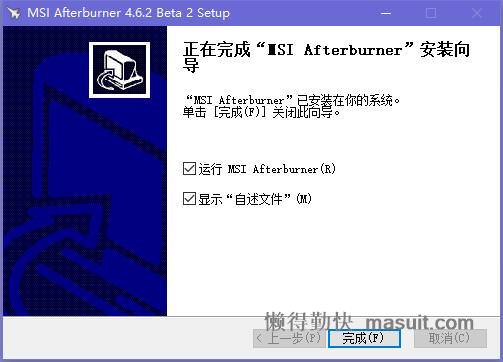 MSI Afterburner 4.6.2 Beta 2 Setup
正在完成“MSI Afterburner”安装向
导
“MSI Afterburner”已安装在你的系统。
单击 [完成(F)] 关闭此向导。
运行 MSI Afterburner(R)
显示“自述文件”(M)
懒得勤快 masuit.com
< 上一步(P) 完成(F) 取消(C)